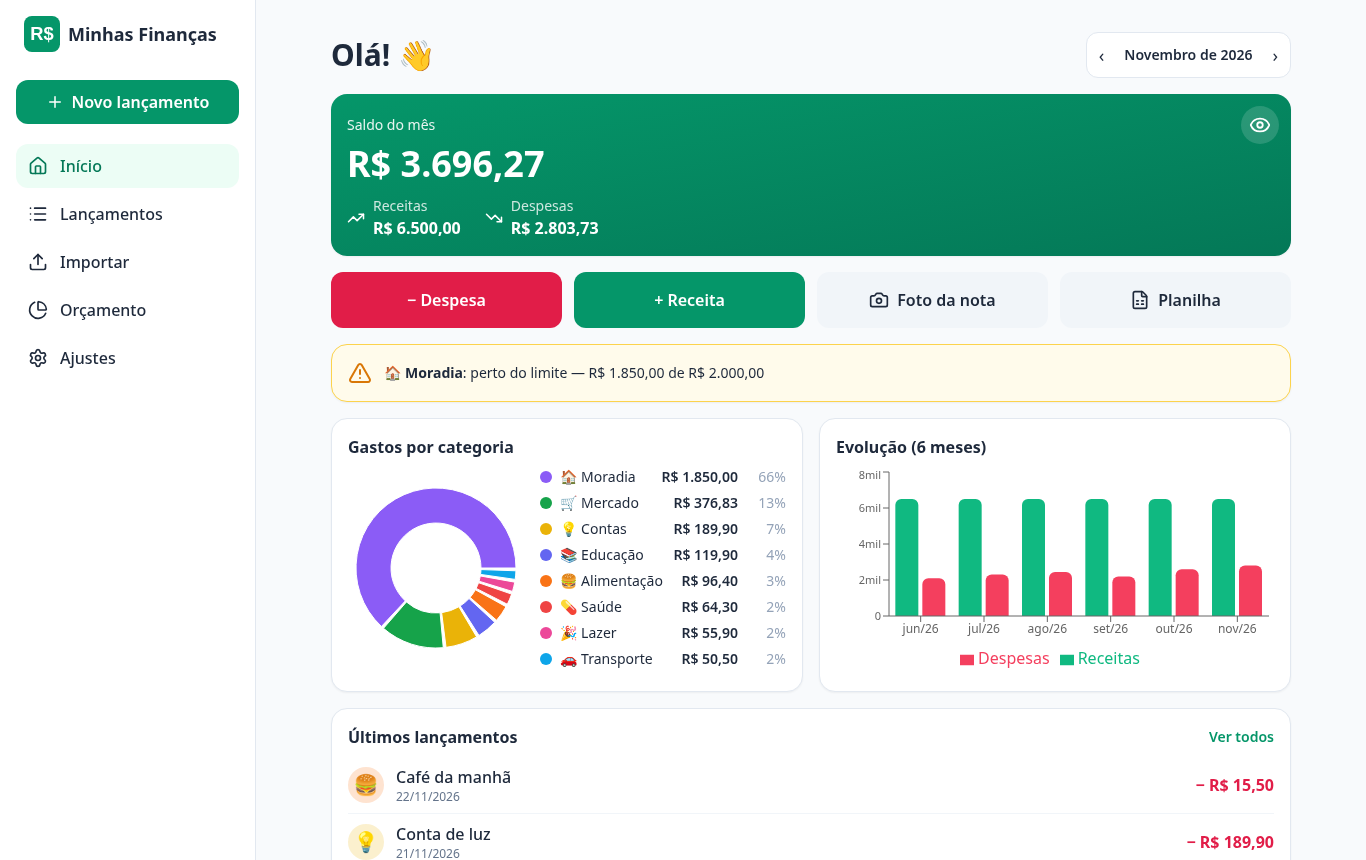 R$ Minhas Finanças
Novo lançamento
Início
Lançamentos
Importar
Orçamento
Ajustes
Olá! 👋
‹ Novembro de 2026 ›
Saldo do mês
R$ 3.696,27
Receitas
R$ 6.500,00
Despesas
R$ 2.803,73
− Despesa
+ Receita
Foto da nota
Planilha
🏠 Moradia: perto do limite — R$ 1.850,00 de R$ 2.000,00
Gastos por categoria
🏠 Moradia R$ 1.850,00 66%
🛒 Mercado R$ 376,83 13%
💡 Contas R$ 189,90 7%
📚 Educação R$ 119,90 4%
🍔 Alimentação R$ 96,40 3%
💊 Saúde R$ 64,30 2%
🎉 Lazer R$ 55,90 2%
🚗 Transporte R$ 50,50 2%
Evolução (6 meses)
8mil
6mil
4mil
2mil
0
jun/26 jul/26 ago/26 set/26 out/26 nov/26
Despesas Receitas
Últimos lançamentos
Ver todos
Café da manhã
22/11/2026
− R$ 15,50
Conta de luz
21/11/2026
− R$ 189,90